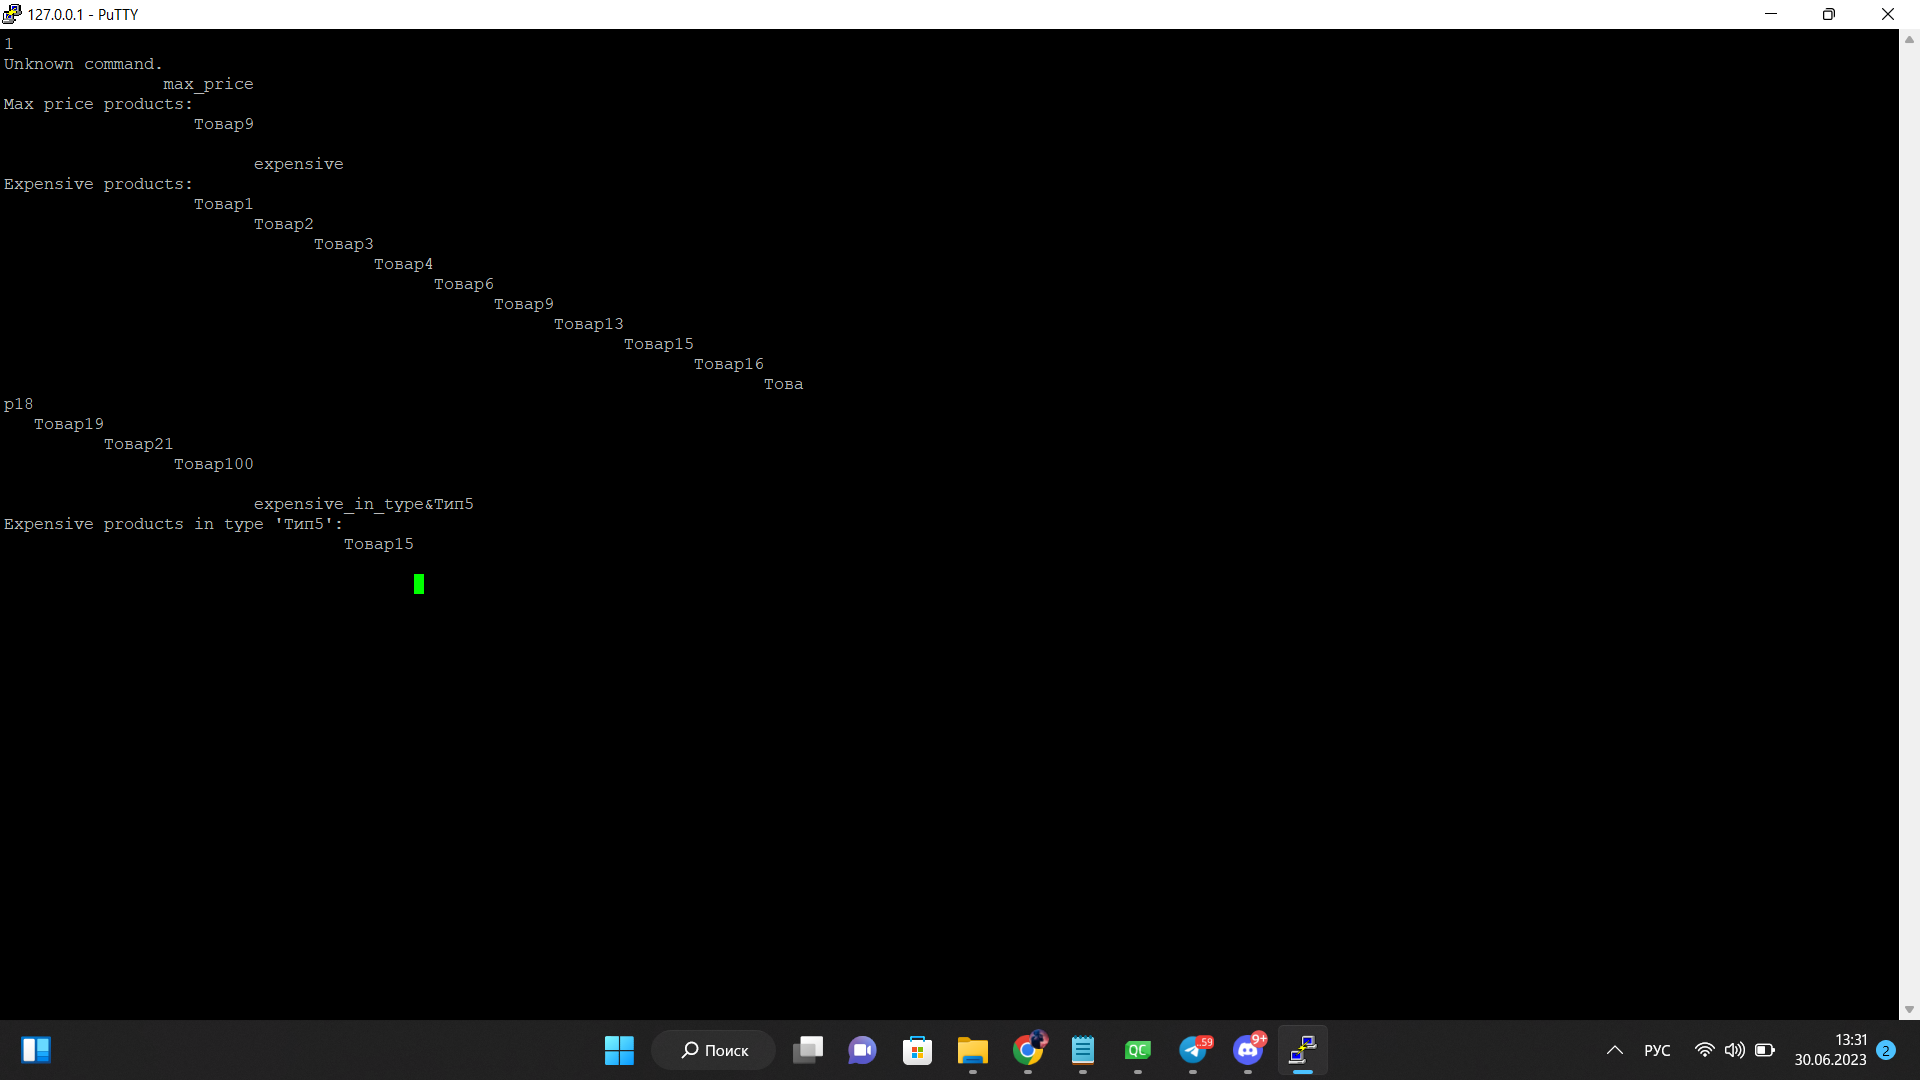 127.0.0.1 - PuTTY
1
Unknown command.
max_price
Max price products:
Товар9
expensive
Expensive products:
Товар1
Товар2
Товар3
Товар4
Товар6
Товар9
Товар13
Товар15
Товар16
Това
р18
Товар19
Товар21
Товар100
expensive_in_type&Тип5
Expensive products in type 'Тип5':
Товар15
Поиск
QC
59
9+
РУС
13:31
30.06.2023
2